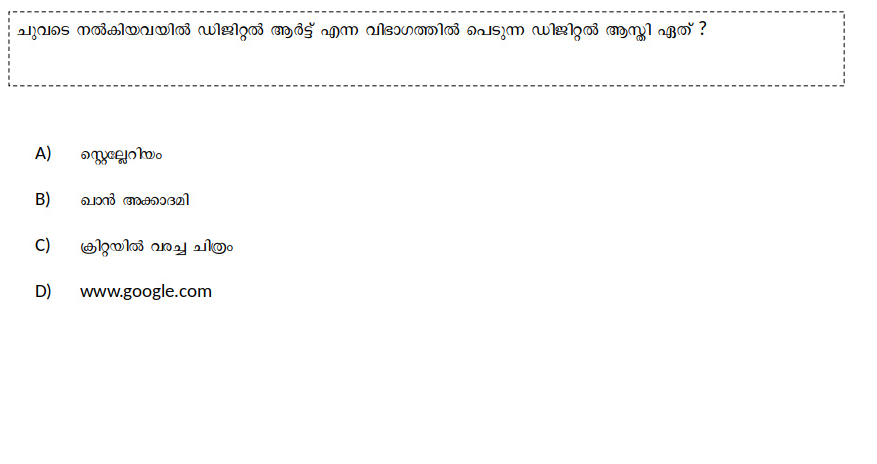 ചുവടെ നൽകിയവയിൽ ഡിജിറ്റൽ ആർട്ട് എന്ന വിഭാഗത്തിൽ പെടുന്ന ഡിജിറ്റൽ ആസ്തി ഏത് ?
A) സ്റ്റെല്ലേറിയം
B) ഖാൻ അക്കാദമി
C) ക്രിറ്റയിൽ വരച്ച ചിത്രം
D) www.google.com